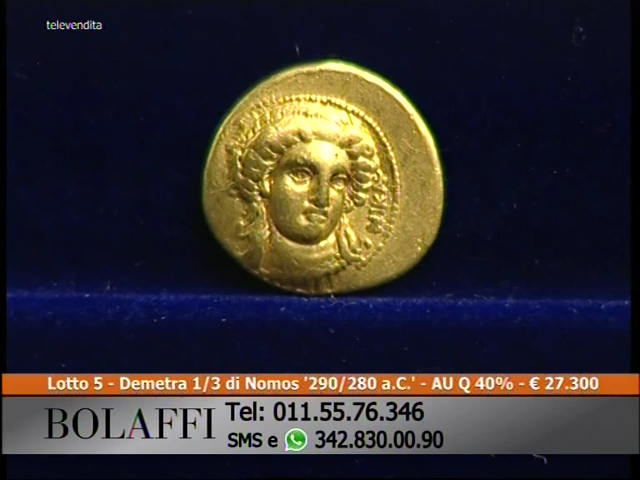 televendita
ΝΙΚΑ
Lotto 5 - Demetra 1/3 di Nomos '290/280 a.C.' - AU Q 40% - € 27.300
BOLAFFI
Tel: 011.55.76.346
SMS e 342.830.00.90